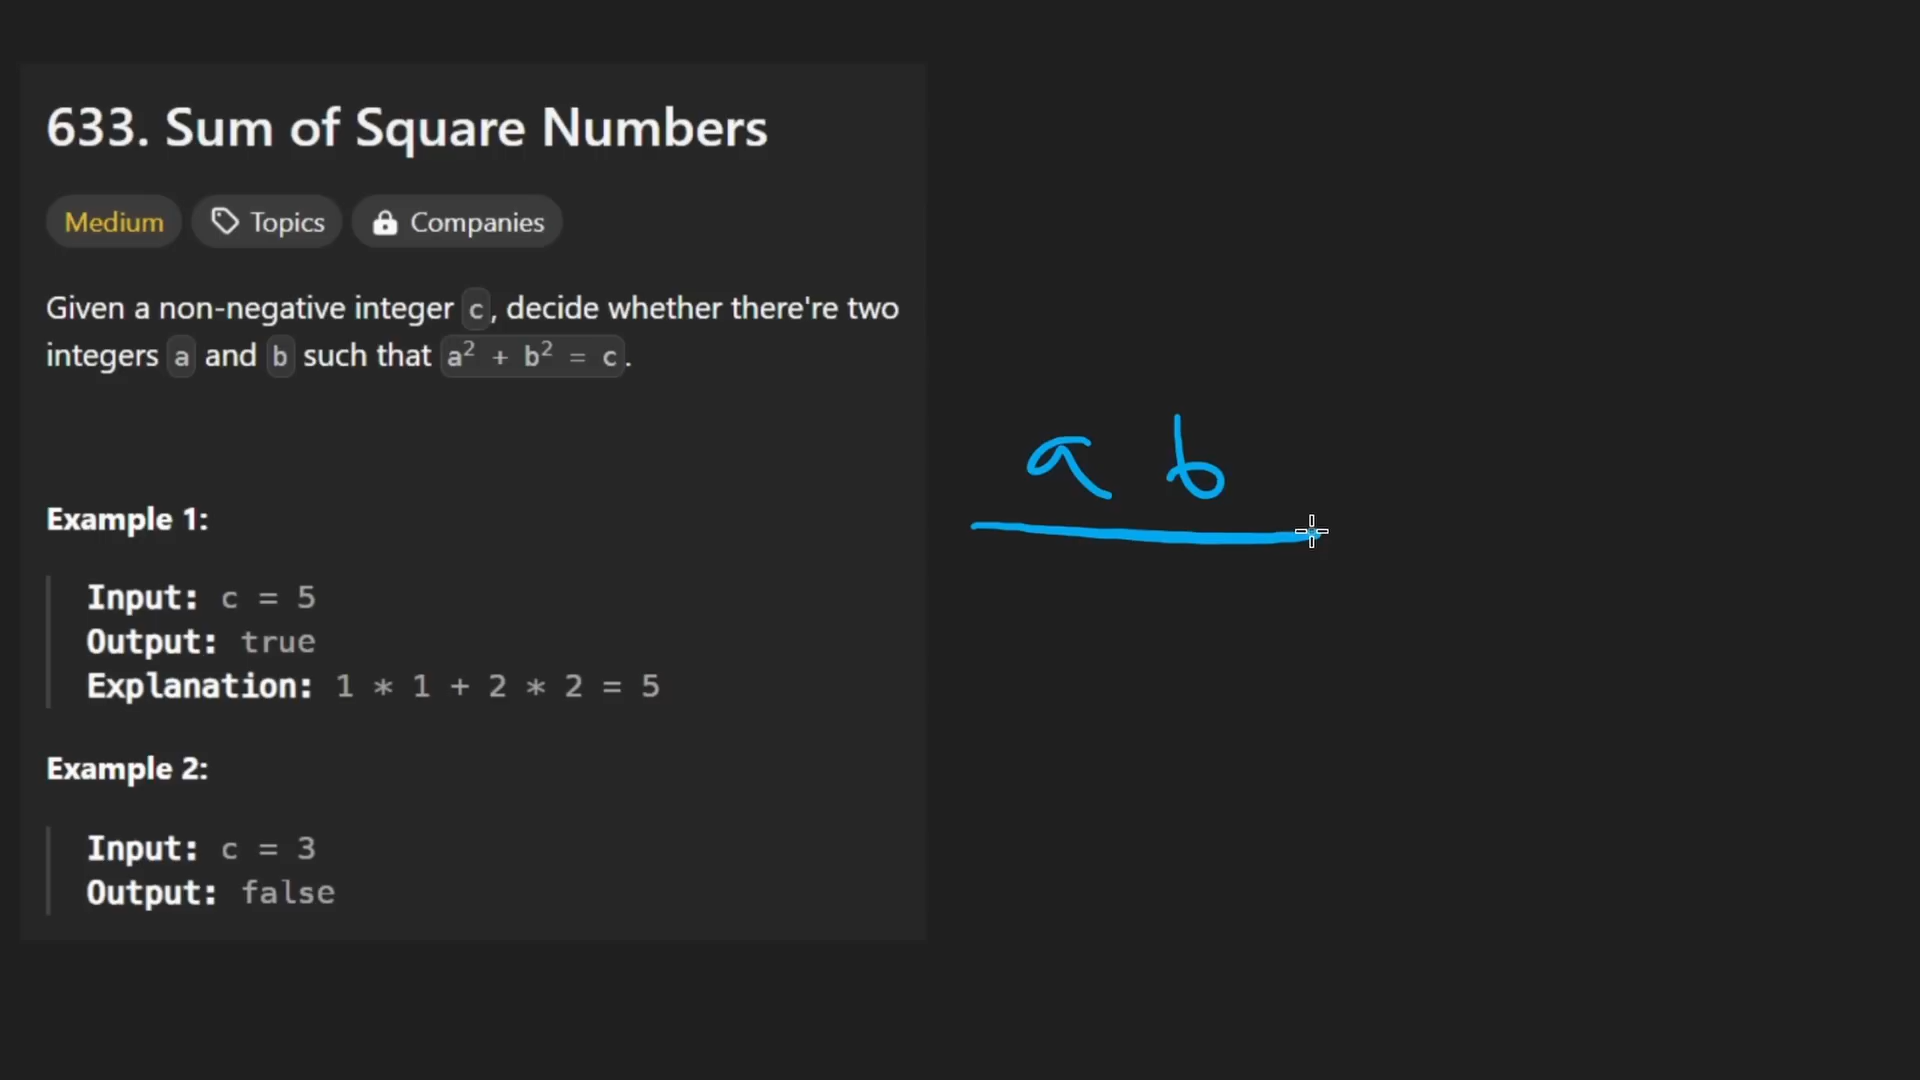 633. Sum of Square Numbers
Medium Topics Companies
Given a non-negative integer c, decide whether there're two
integers a and b such that a² + b² = c.
a b
Example 1:
Input: c = 5
Output: true
Explanation: 1 * 1 + 2 * 2 = 5
Example 2:
Input: c = 3
Output: false